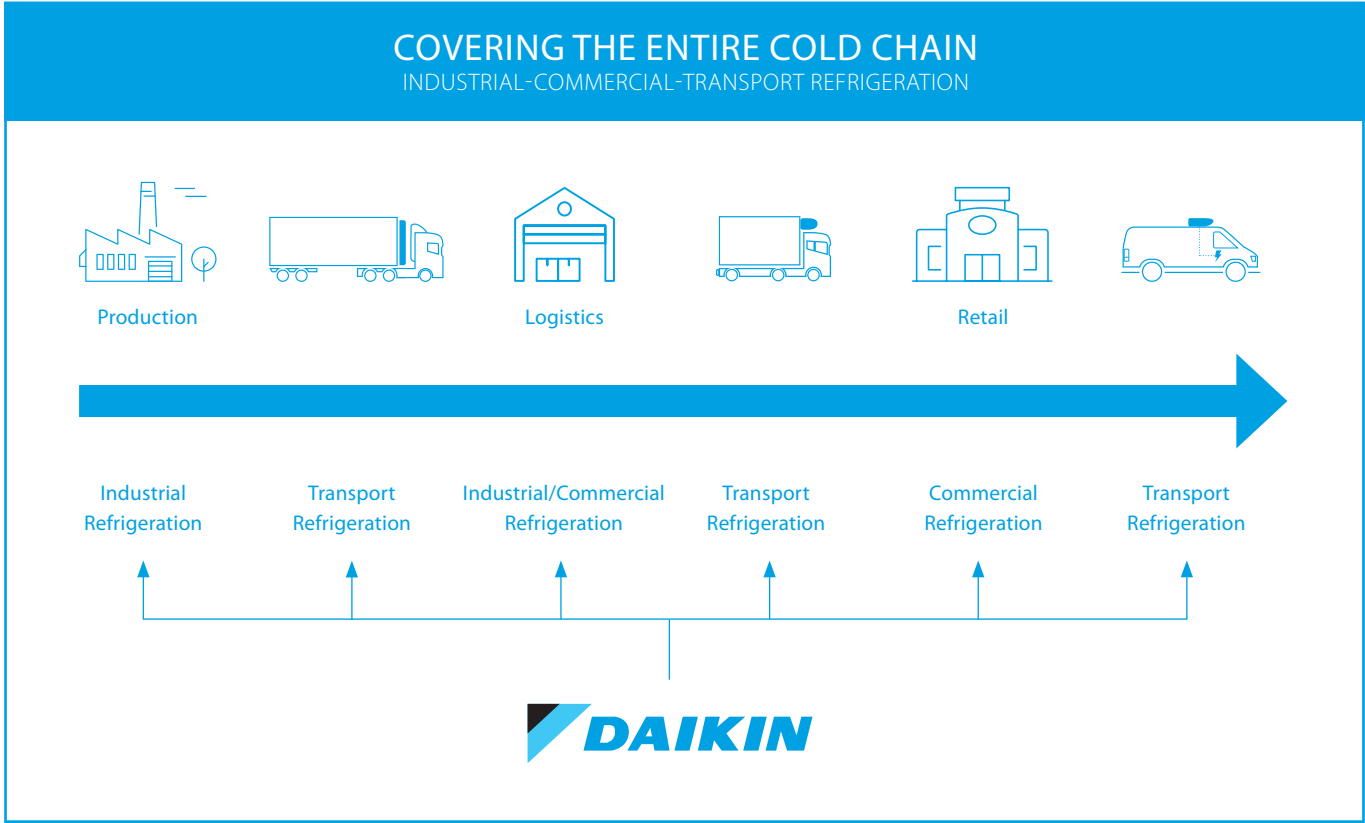 COVERING THE ENTIRE COLD CHAIN
INDUSTRIAL-COMMERCIAL-TRANSPORT REFRIGERATION
Production
Logistics
Retail
Industrial
Refrigeration
Transport
Refrigeration
Industrial/Commercial
Refrigeration
Transport
Refrigeration
Commercial
Refrigeration
Transport
Refrigeration
DAIKIN